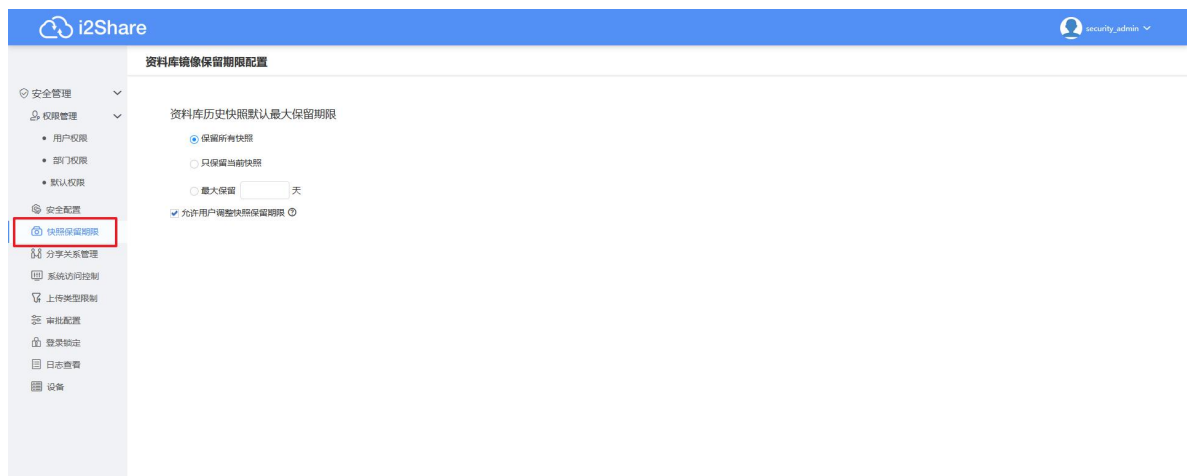 i2Share
security_admin
资料库镜像保留期限配置
安全管理
权限管理
用户权限
部门权限
默认权限
安全配置
快照保留期限
分享关系管理
系统访问控制
上传类型限制
审批配置
登录锁定
日志查看
设备
资料库历史快照默认最大保留期限
保留所有快照
只保留当前快照
最大保留 天
允许用户调整快照保留期限